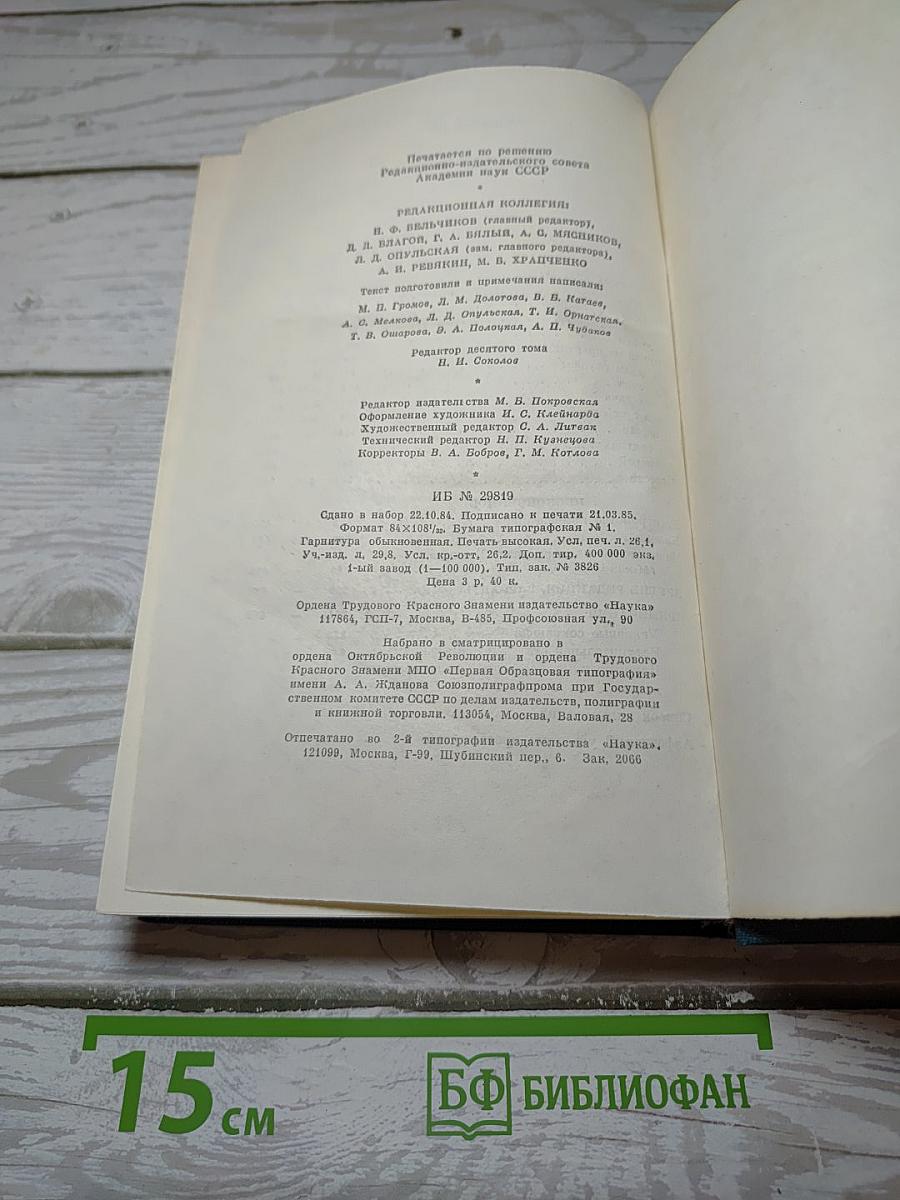 Печатается по решению
Редакционно-издательского совета
Академии наук СССР
*
РЕДАКЦИОННАЯ КОЛЛЕГИЯ:
Н. Ф. БЕЛЬЧИКОВ (главный редактор),
Д. Д. БЛАГОЙ, Г. А. БЯЛЫЙ, А. С. МЯСНИКОВ,
Л. Д. ОПУЛЬСКАЯ (зам. главного редактора),
А. И. РЕВЯКИН, М. Б. ХРАПЧЕНКО
Текст подготовили и примечания написали:
М. П. Громов, Л. М. Долотова, В. Б. Катаев,
А. С. Мелкова, Л. Д. Опульская, Т. И. Орнатская,
Т. В. Ошарова, Э. А. Полоцкая, А. П. Чудаков
Редактор десятого тома
Н. И. Соколов
*
Редактор издательства М. Б. Покровская
Оформление художника И. С. Клейнарда
Художественный редактор С. А. Литвак
Технический редактор Н. П. Кузнецова
Корректоры В. А. Бобров, Г. М. Котлова
*
ИБ № 29819
Сдано в набор 22.10.84. Подписано к печати 21.03.85.
Формат 84×108¹/₃₂. Бумага типографская № 1.
Гарнитура обыкновенная. Печать высокая. Усл. печ. л. 26,1.
Уч.-изд. л. 29,8. Усл. кр.-отт. 26,2. Доп. тир. 400 000 экз.
1-ый завод (1—100 000). Тип. зак. № 3826
Цена 3 р. 40 к.
Ордена Трудового Красного Знамени издательство «Наука»
117864, ГСП-7, Москва, В-485, Профсоюзная ул., 90
Набрано в сматрицировано в
ордена Октябрьской Революции и ордена Трудового
Красного Знамени МПО «Первая Образцовая типография»
имени А. А. Жданова Союзполиграфпрома при Государ-
ственном комитете СССР по делам издательств, полиграфии
и книжной торговли. 113054, Москва, Валовая, 28
Отпечатано во 2-й типографии издательства «Наука».
121099, Москва, Г-99, Шубинский пер., 6. Зак. 2066
15 см
БФ БИБЛИОФАН